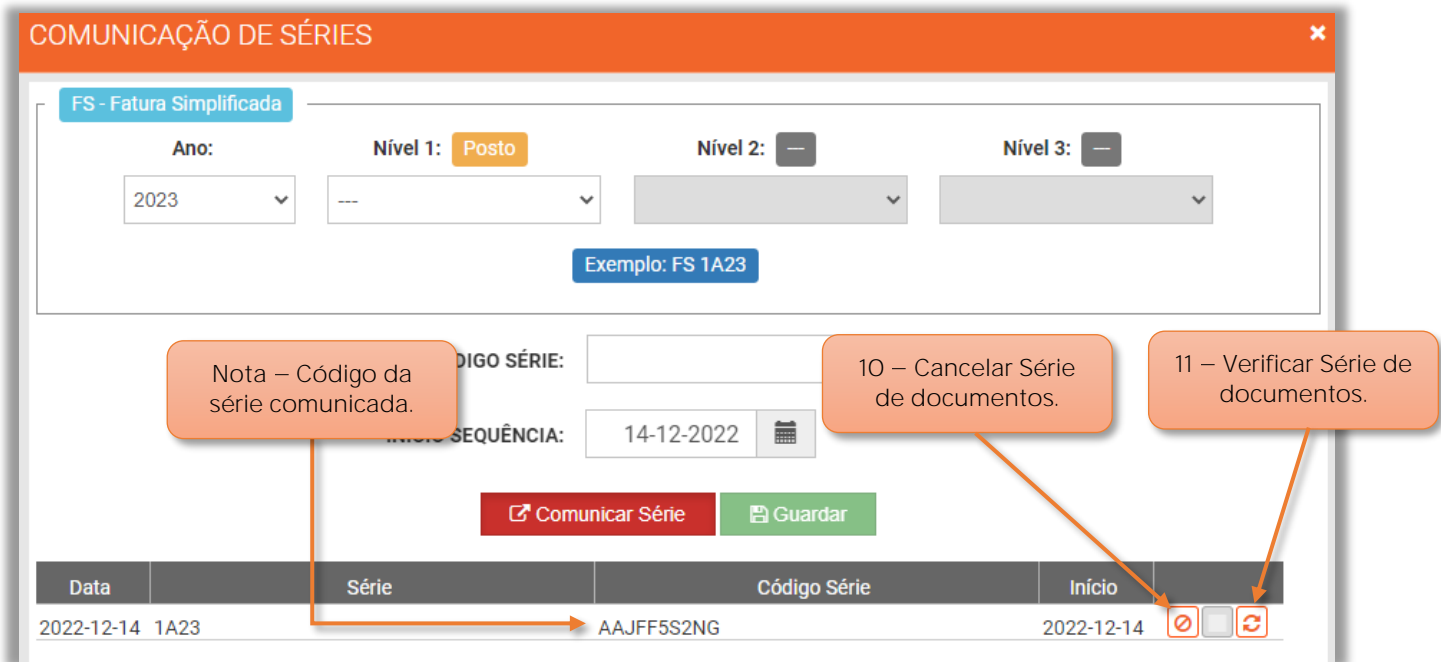 COMUNICAÇÃO DE SÉRIES ×
FS - Fatura Simplificada
Ano: Nível 1: Posto Nível 2: --- Nível 3: ---
2023 ---
Exemplo: FS 1A23
Nota – Código da
série comunicada.
SÉRIE:
10 – Cancelar Série
de documentos.
11 – Verificar Série de
documentos.
SEQUÊNCIA: 14-12-2022
Comunicar Série Guardar
Data Série Código Série Início
2022-12-14 1A23 AAJFF5S2NG 2022-12-14